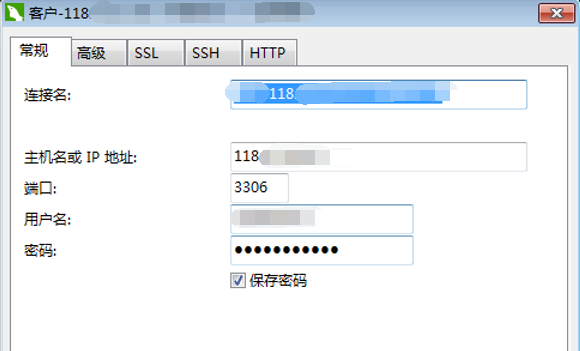 客户-118
常规 高级 SSL SSH HTTP
连接名: 118
主机名或 IP 地址: 118
端口: 3306
用户名:
密码: ●●●●●●●●●●●
保存密码